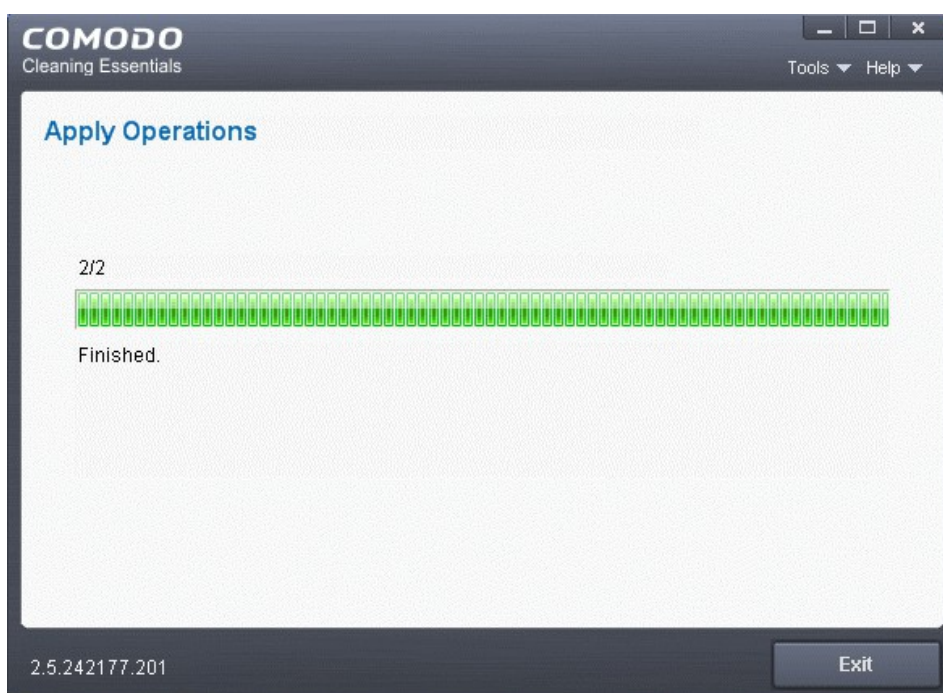 COMODO
Cleaning Essentials
Tools Help
Apply Operations
2/2
Finished.
2.5.242177.201
Exit